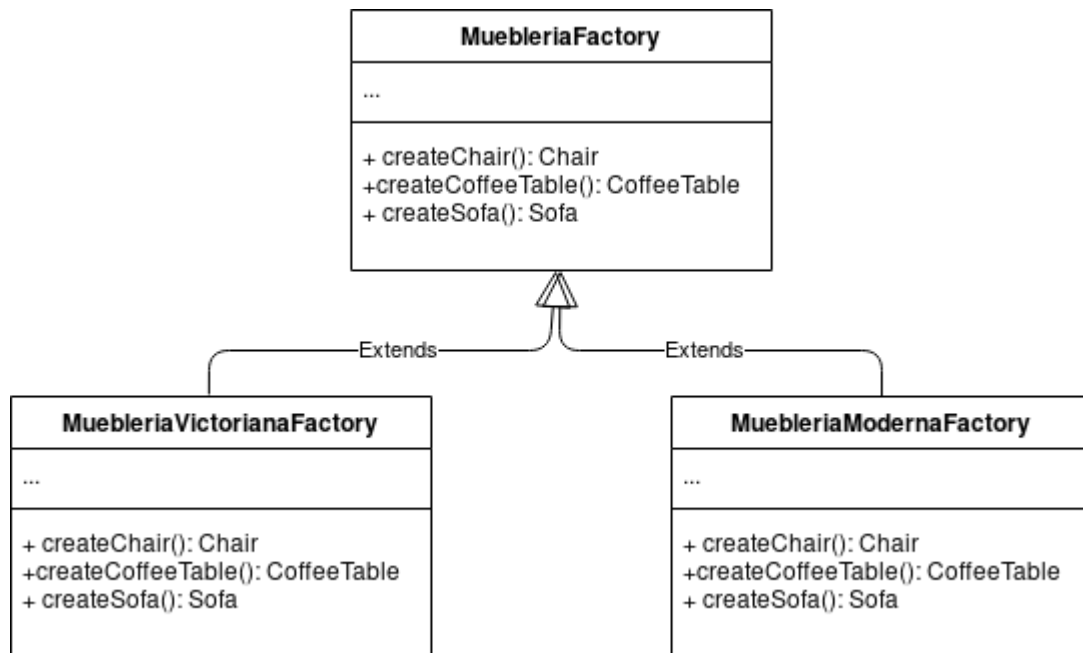 MuebleriaFactory
...
+ createChair(): Chair
+createCoffeeTable(): CoffeeTable
+ createSofa(): Sofa
Extends
Extends
MuebleriaVictorianaFactory
...
+ createChair(): Chair
+createCoffeeTable(): CoffeeTable
+ createSofa(): Sofa
MuebleriaModernaFactory
...
+ createChair(): Chair
+createCoffeeTable(): CoffeeTable
+ createSofa(): Sofa